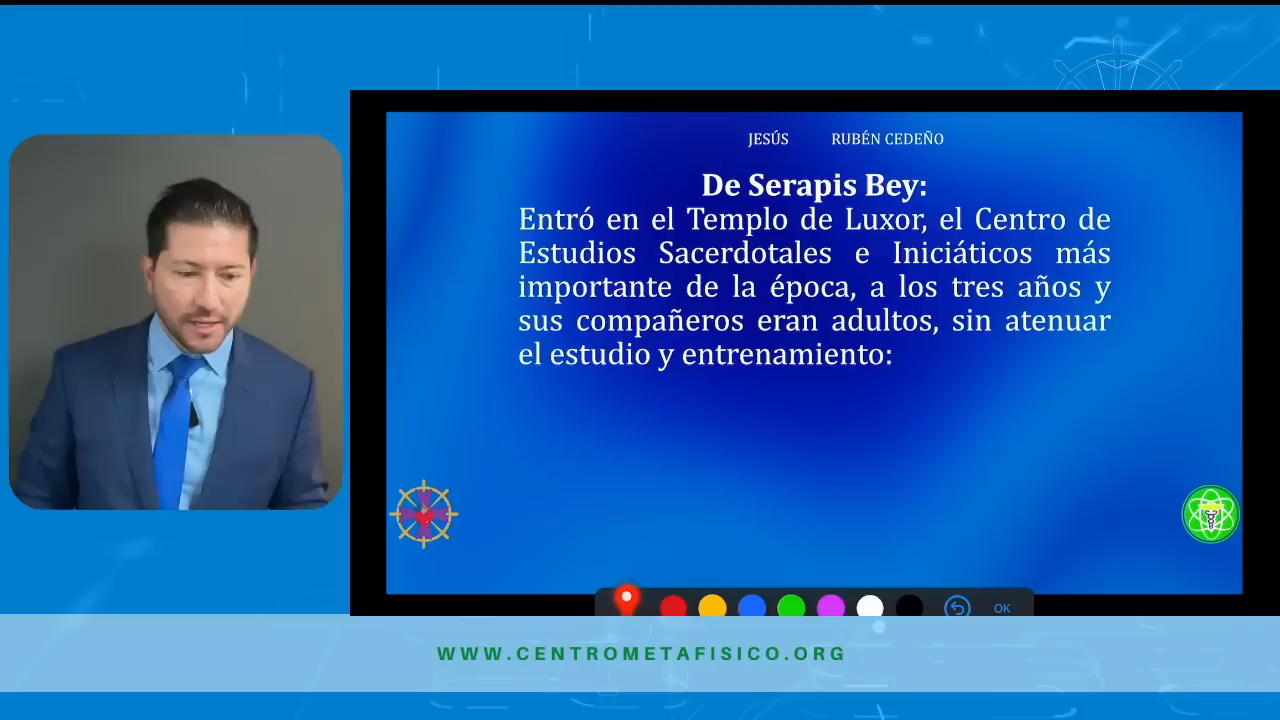 JESÚS RUBÉN CEDEÑO
De Serapis Bey:
Entró en el Templo de Luxor, el Centro de
Estudios Sacerdotales e Iniciáticos más
importante de la época, a los tres años y
sus compañeros eran adultos, sin atenuar
el estudio y entrenamiento:
OK
WWW.CENTROMETAFISICO.ORG